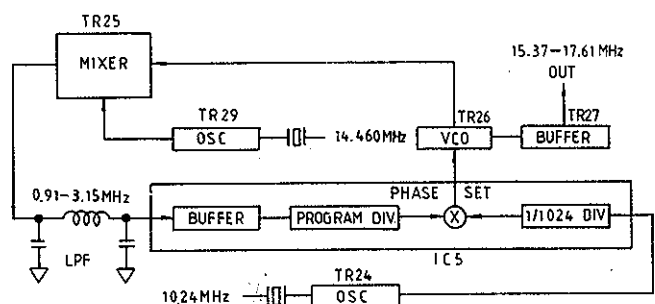 TR25
MIXER
15.37-17.61 MHz
OUT
TR29
OSC
14.460MHz
TR26
VCO
TR27
BUFFER
0.91-3.15MHz
PHASE SET
BUFFER
PROGRAM DIV.
X
1/1024 DIV
LPF
IC5
TR24
10.24MHz
OSC